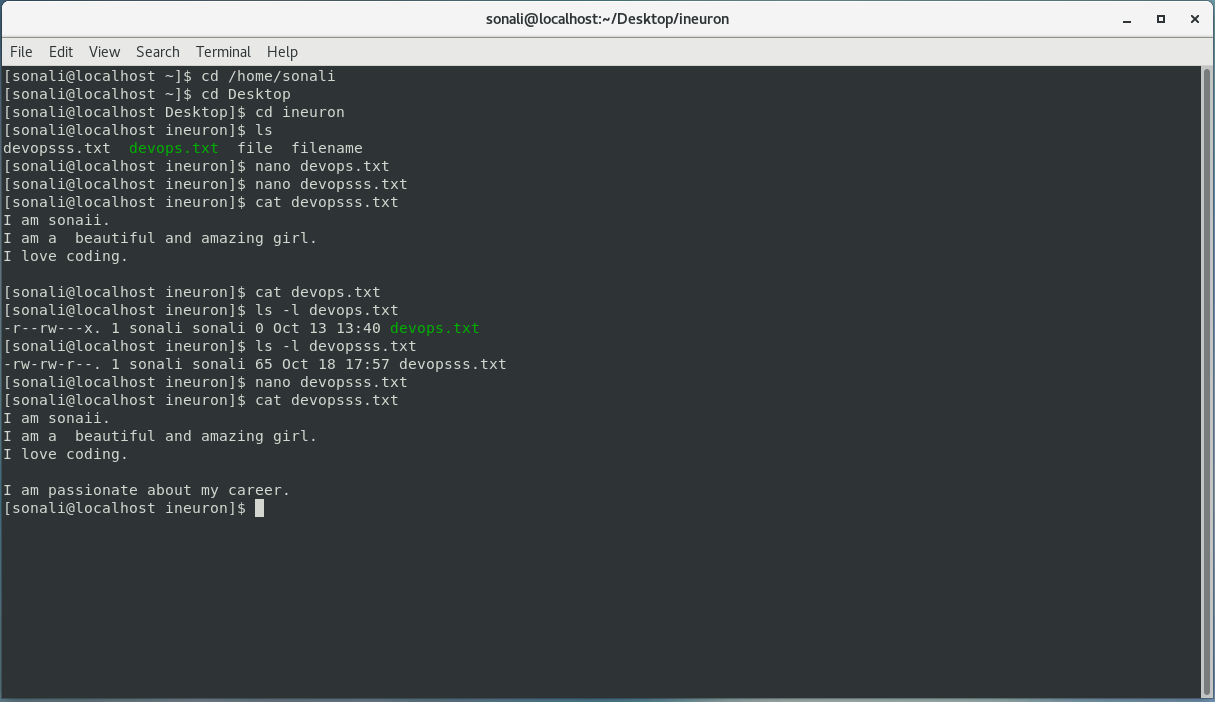 sonali@localhost:~/Desktop/ineuron
File Edit View Search Terminal Help
[sonali@localhost ~]$ cd /home/sonali
[sonali@localhost ~]$ cd Desktop
[sonali@localhost Desktop]$ cd ineuron
[sonali@localhost ineuron]$ ls
devopsss.txt  devops.txt  file  filename
[sonali@localhost ineuron]$ nano devops.txt
[sonali@localhost ineuron]$ nano devopsss.txt
[sonali@localhost ineuron]$ cat devopsss.txt
I am sonaii.
I am a  beautiful and amazing girl.
I love coding.

[sonali@localhost ineuron]$ cat devops.txt
[sonali@localhost ineuron]$ ls -l devops.txt
-r--rw---x. 1 sonali sonali 0 Oct 13 13:40 devops.txt
[sonali@localhost ineuron]$ ls -l devopsss.txt
-rw-rw-r--. 1 sonali sonali 65 Oct 18 17:57 devopsss.txt
[sonali@localhost ineuron]$ nano devopsss.txt
[sonali@localhost ineuron]$ cat devopsss.txt
I am sonaii.
I am a  beautiful and amazing girl.
I love coding.

I am passionate about my career.
[sonali@localhost ineuron]$